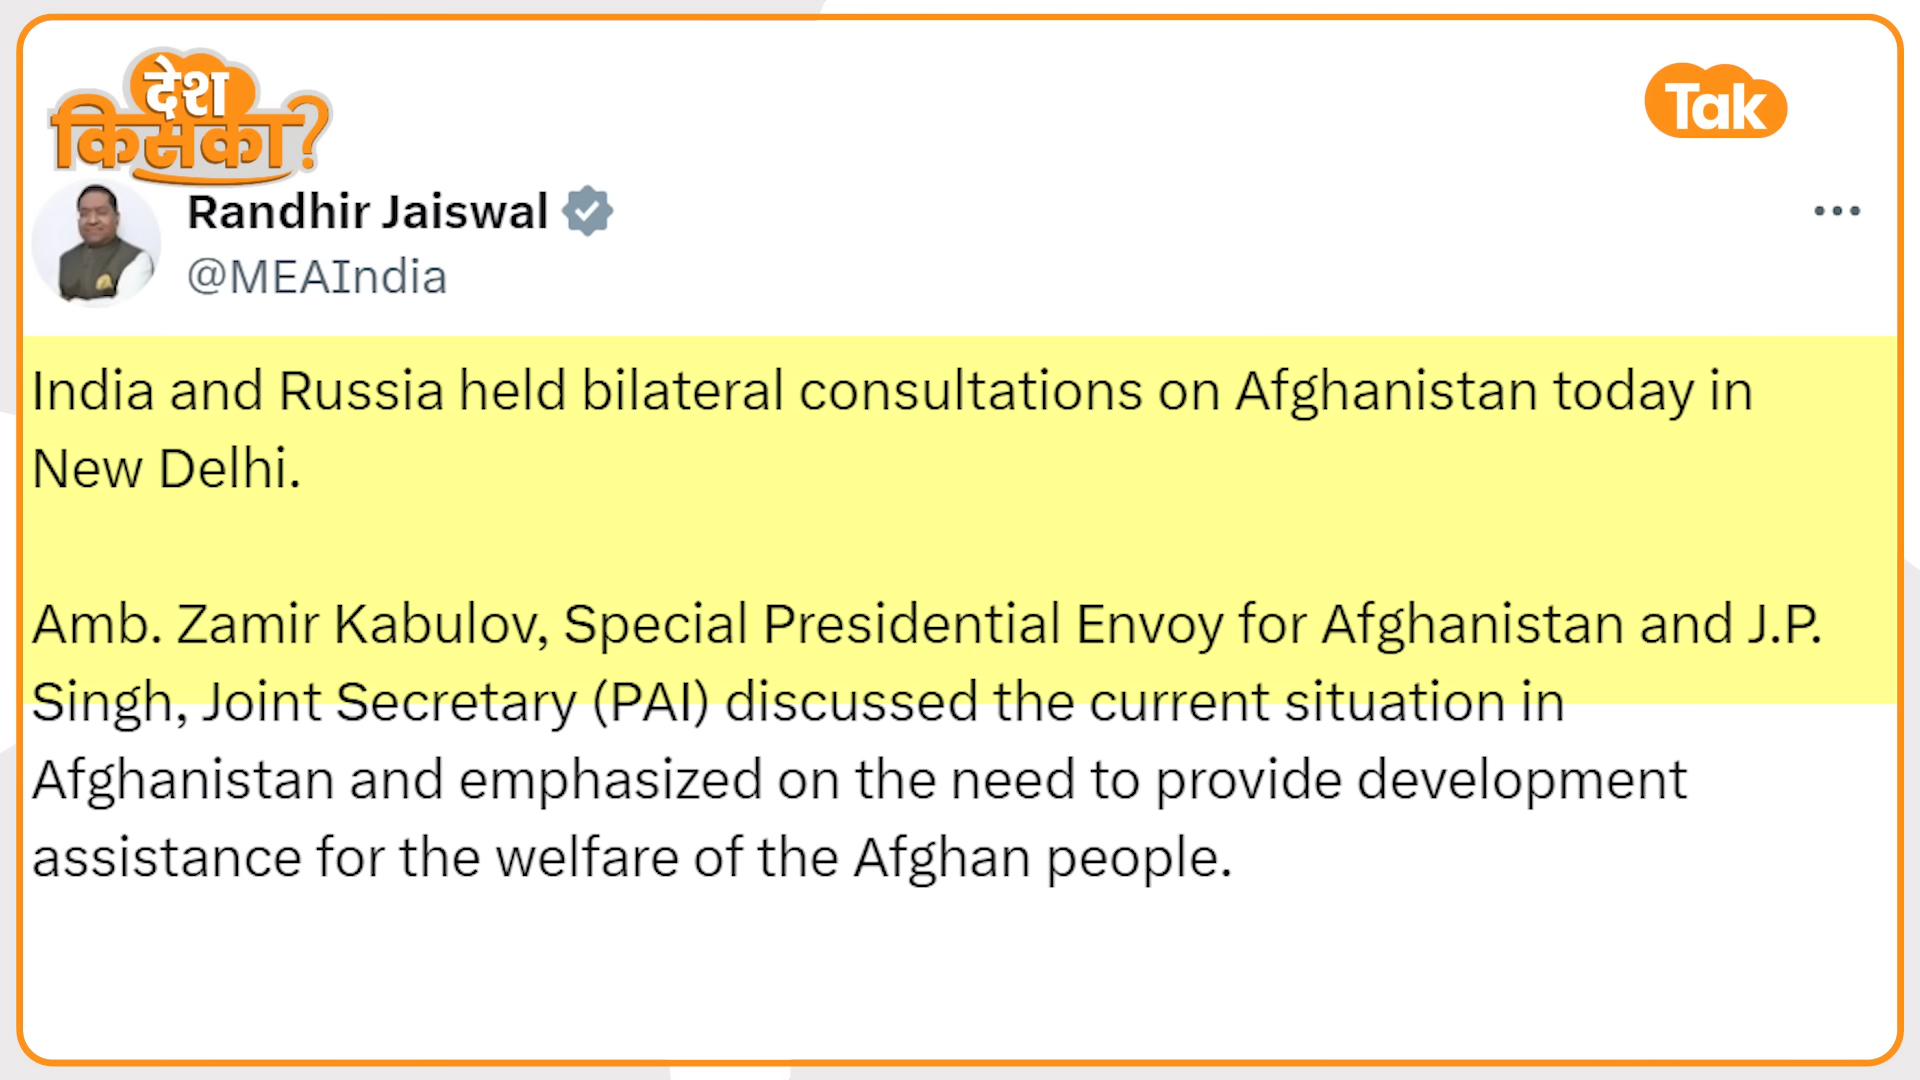 देश
किसका?
Tak
Randhir Jaiswal
@MEAIndia
India and Russia held bilateral consultations on Afghanistan today in
New Delhi.
Amb. Zamir Kabulov, Special Presidential Envoy for Afghanistan and J.P.
Singh, Joint Secretary (PAI) discussed the current situation in
Afghanistan and emphasized on the need to provide development
assistance for the welfare of the Afghan people.